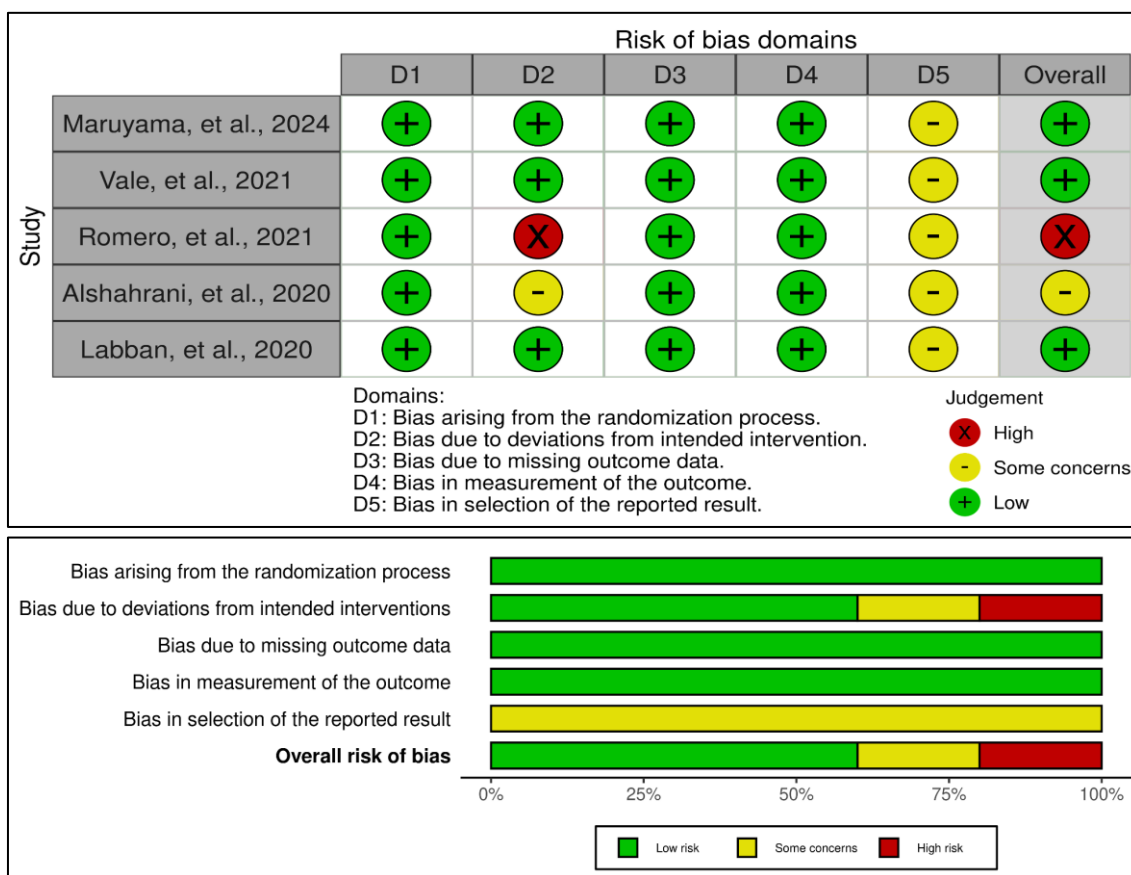 Risk of bias domains
D1 D2 D3 D4 D5 Overall
Study
Maruyama, et al., 2024 + + + + - +
Vale, et al., 2021 + + + + - +
Romero, et al., 2021 + X + + - X
Alshahrani, et al., 2020 + - + + - -
Labban, et al., 2020 + + + + - +
Domains:
D1: Bias arising from the randomization process.
D2: Bias due to deviations from intended intervention.
D3: Bias due to missing outcome data.
D4: Bias in measurement of the outcome.
D5: Bias in selection of the reported result.
Judgement
X High
- Some concerns
+ Low
Bias arising from the randomization process
Bias due to deviations from intended interventions
Bias due to missing outcome data
Bias in measurement of the outcome
Bias in selection of the reported result
Overall risk of bias
0% 25% 50% 75% 100%
Low risk Some concerns High risk